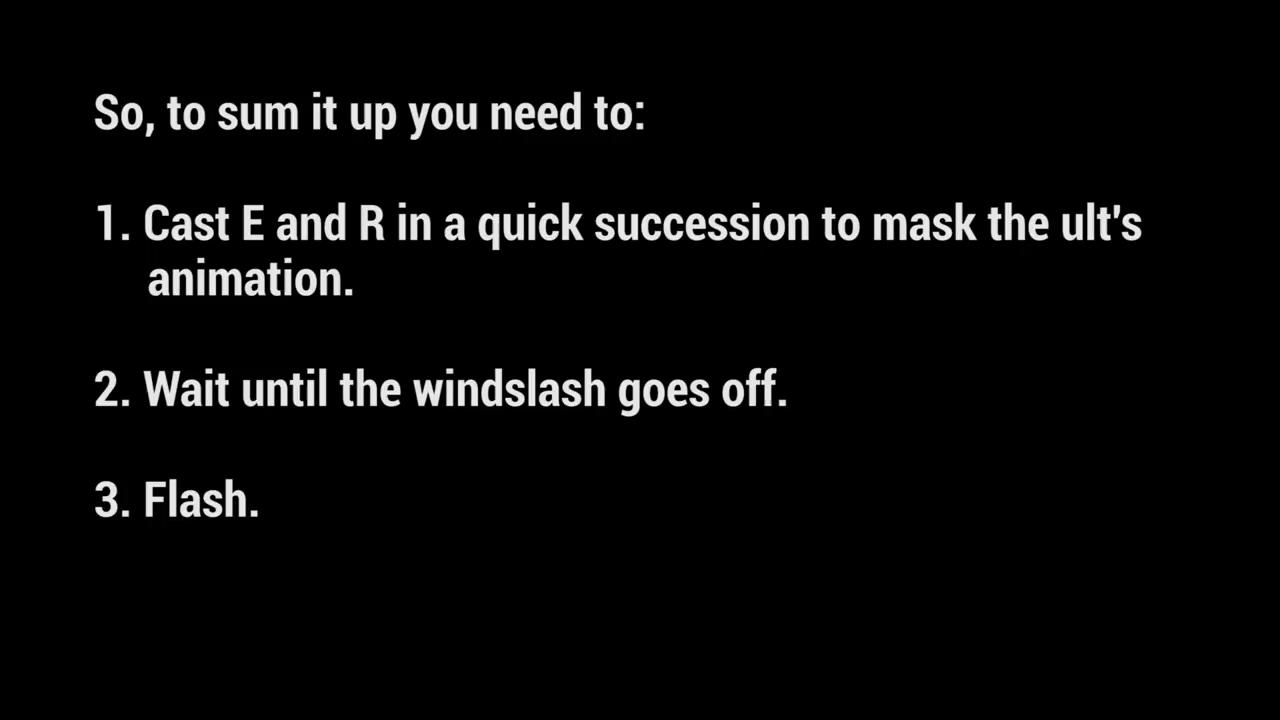 So, to sum it up you need to:
1. Cast E and R in a quick succession to mask the ult's
animation.
2. Wait until the windslash goes off.
3. Flash.